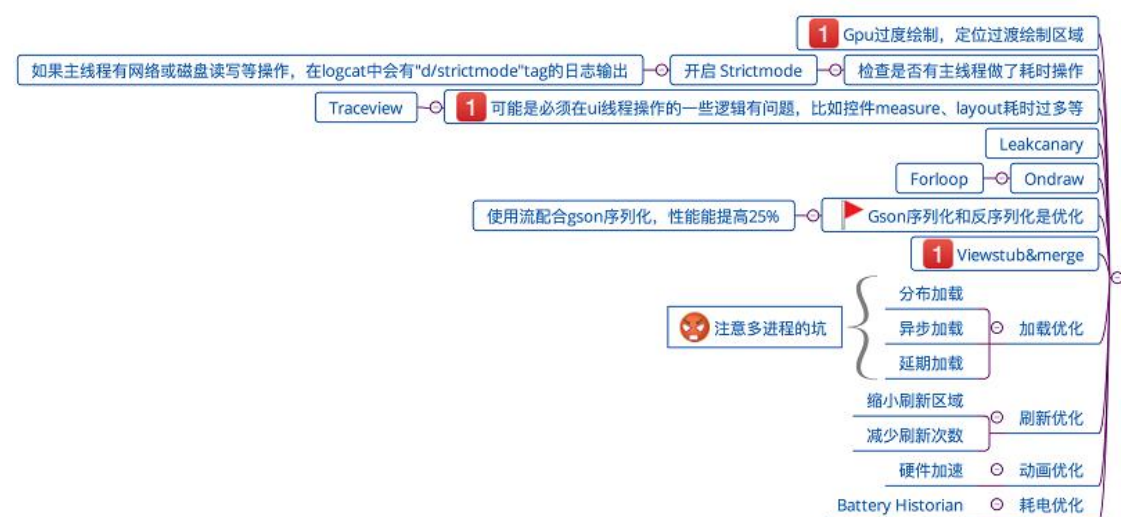 1 Gpu过度绘制，定位过渡绘制区域
如果主线程有网络或磁盘读写等操作，在logcat中会有"d/strictmode"tag的日志输出 开启 Strictmode 检查是否有主线程做了耗时操作
Traceview 1 可能是必须在ui线程操作的一些逻辑有问题，比如控件measure、layout耗时过多等
Leakcanary
Forloop Ondraw
使用流配合gson序列化，性能能提高25% Gson序列化和反序列化是优化
1 Viewstub&merge
分布加载
注意多进程的坑 异步加载 加载优化
延期加载
缩小刷新区域
刷新优化
减少刷新次数
硬件加速 动画优化
Battery Historian 耗电优化